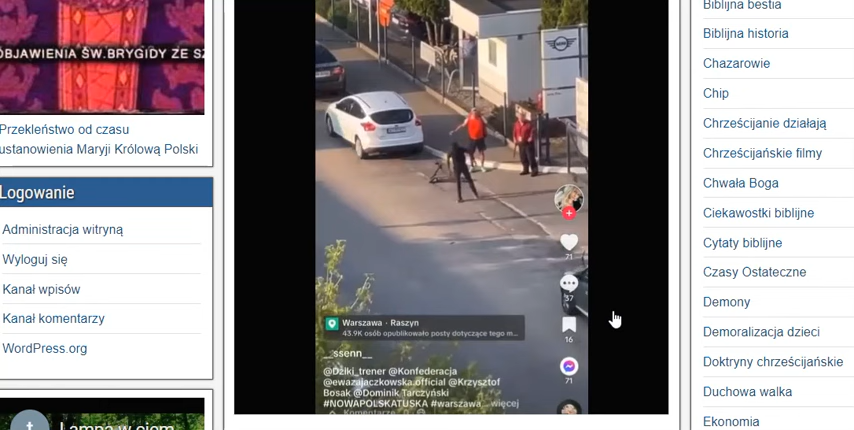 OBJAWIENIA ŚW.BRYGIDY ZE SZ
Przekleństwo od czasu
ustanowienia Maryji Królową Polski
Logowanie
Administracja witryną
Wyloguj się
Kanał wpisów
Kanał komentarzy
WordPress.org
t
Lampa w ciem
MINI
71
37
16
71
Warszawa · Raszyn
43.9K osób opublikowało posty dotyczące tego m...
__ssenn__
@Dziki_trener @Konfederacja
@ewazajaczkowska.official @Krzysztof
Bosak @Dominik Tarczyński
#NOWAPOLSKATUSKA #warszawa ...więcej
Komentarze
Biblijna bestia
Biblijna historia
Chazarowie
Chip
Chrześcijanie działają
Chrześcijańskie filmy
Chwała Boga
Ciekawostki biblijne
Cytaty biblijne
Czasy Ostateczne
Demony
Demoralizacja dzieci
Doktryny chrześcijańskie
Duchowa walka
Ekonomia